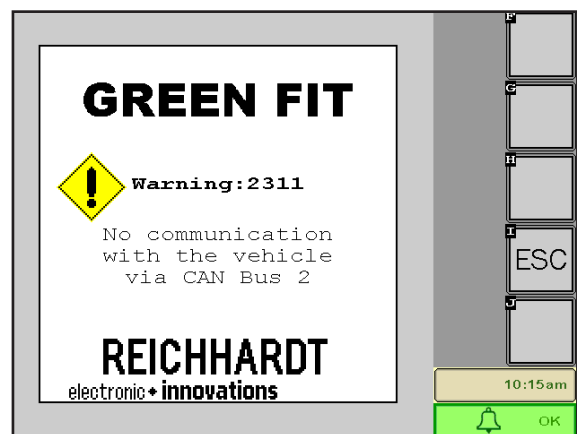 GREEN FIT
Warning:2311
No communication
with the vehicle
via CAN Bus 2
REICHHARDT
electronic innovations
F
G
H
I
ESC
J
10:15am
OK